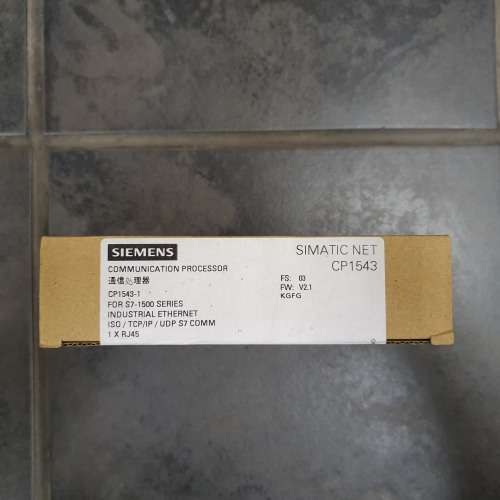 SIEMENS
SIMATIC NET
CP1543
COMMUNICATION PROCESSOR
通信处理器
CP1543-1
FOR S7-1500 SERIES
INDUSTRIAL ETHERNET
ISO / TCP/IP / UDP S7 COMM
1 X RJ45
FS: 03
FW: V2.1
KGFG